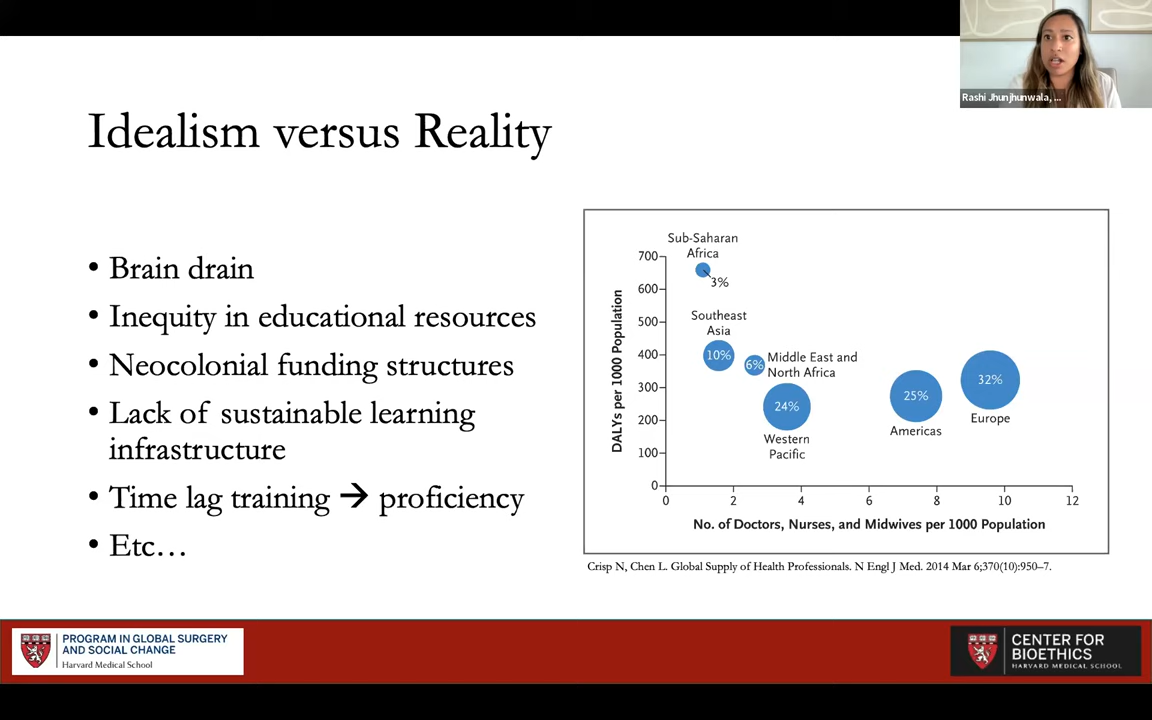 Rashi Jhunjhunwala, ...
Idealism versus Reality
• Brain drain
• Inequity in educational resources
• Neocolonial funding structures
• Lack of sustainable learning
infrastructure
• Time lag training → proficiency
• Etc…
DALYs per 1000 Population
700
600
500
400
300
200
100
0
Sub-Saharan
Africa
3%
Southeast
Asia
10%
6%
Middle East and
North Africa
24%
Western
Pacific
25%
Americas
32%
Europe
0 2 4 6 8 10 12
No. of Doctors, Nurses, and Midwives per 1000 Population
Crisp N, Chen L. Global Supply of Health Professionals. N Engl J Med. 2014 Mar 6;370(10):950–7.
PROGRAM IN GLOBAL SURGERY
AND SOCIAL CHANGE
Harvard Medical School
CENTER FOR
BIOETHICS
HARVARD MEDICAL SCHOOL